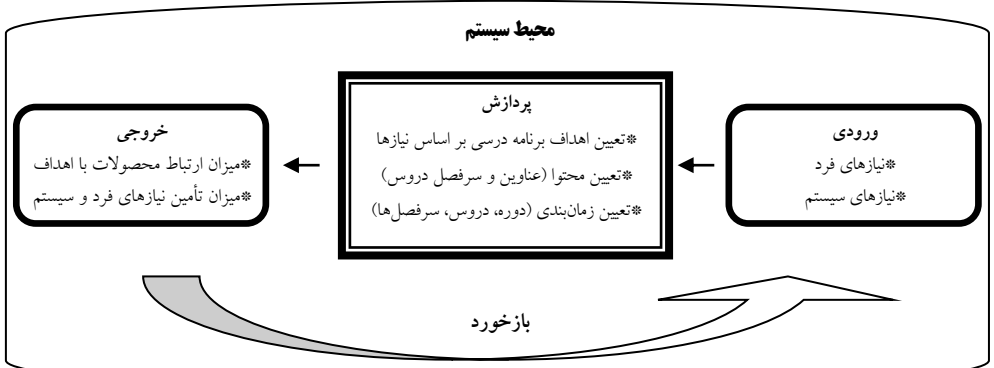 محیط سیستم
ورودی
*نیازهای فرد
*نیازهای سیستم
پردازش
*تعیین اهداف برنامه درسی بر اساس نیازها
*تعیین محتوا (عناوین و سرفصل دروس)
*تعیین زمان‌بندی (دوره، دروس، سرفصل‌ها)
خروجی
*میزان ارتباط محصولات با اهداف
*میزان تأمین نیازهای فرد و سیستم
بازخورد